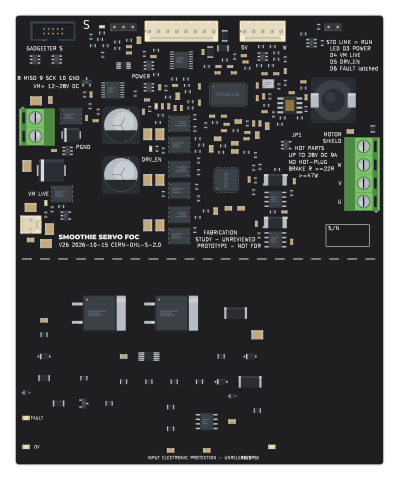 S
GADGEETER S
8 MISO 9 SCK 10 GND
VM+ 12-28V DC
POWER
5V
W
STO LINK = RUN
LED D3 POWER
D4 VM LIVE
D5 DRV_EN
D6 FAULT latched
PGND
JP1
MOTOR
SHIELD
HOT PARTS
UP TO 28V DC 9A
NO HOT-PLUG
BRAKE R >=22R
>=47W
DRV_EN
VM LIVE
W
V
U
S/N
SMOOTHIE SERVO FOC
V26 2026-10-15 CERN-OHL-S-2.0
FABRICATION
STUDY - UNREVIEWED
PROTOTYPE - NOT FOR
FAULT
0V
INPUT ELECTRONIC PROTECTION